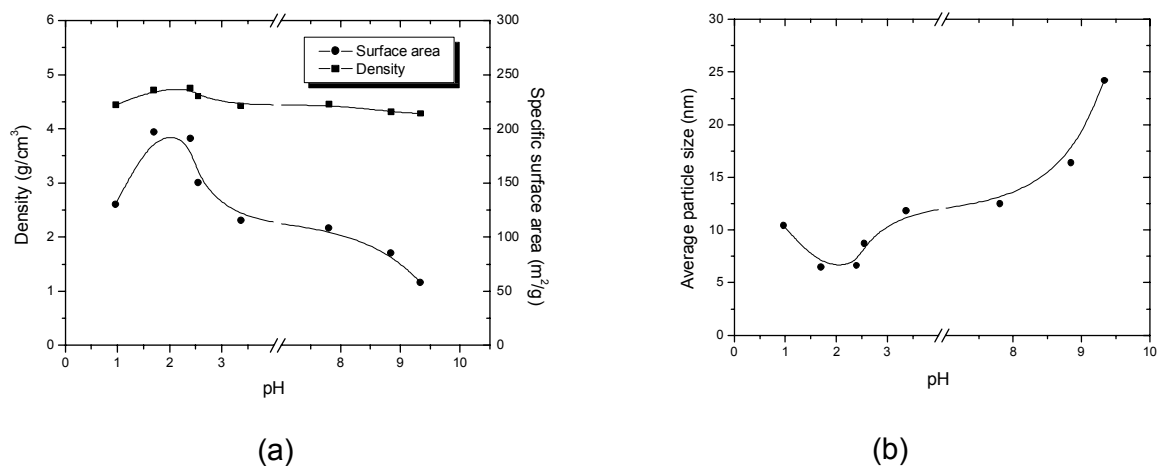 6
5
4
3
2
1
0
Density (g/cm³)
300
250
200
150
100
50
0
Specific surface area (m²/g)
Surface area
Density
0 1 2 3 8 9 10
pH
(a)
30
25
20
15
10
5
0
Average particle size (nm)
0 1 2 3 8 9 10
pH
(b)